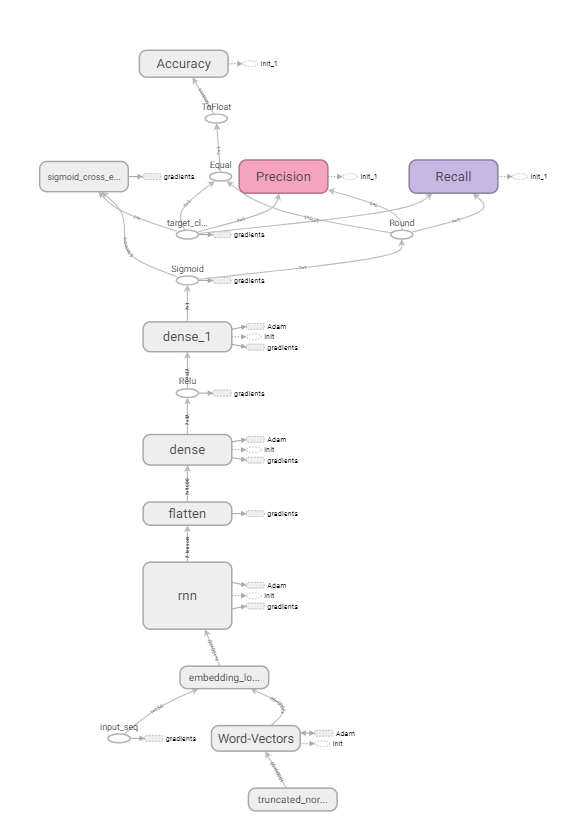 Accuracy
init_1
ToFloat
Equal
sigmoid_cross_e...
gradients
Precision
init_1
Recall
init_1
target_cl...
gradients
Round
Sigmoid
gradients
dense_1
Adam
init
gradients
Relu
gradients
dense
Adam
init
gradients
flatten
gradients
rnn
Adam
init
gradients
embedding_lo...
input_seq
gradients
Word-Vectors
Adam
init
truncated_nor...